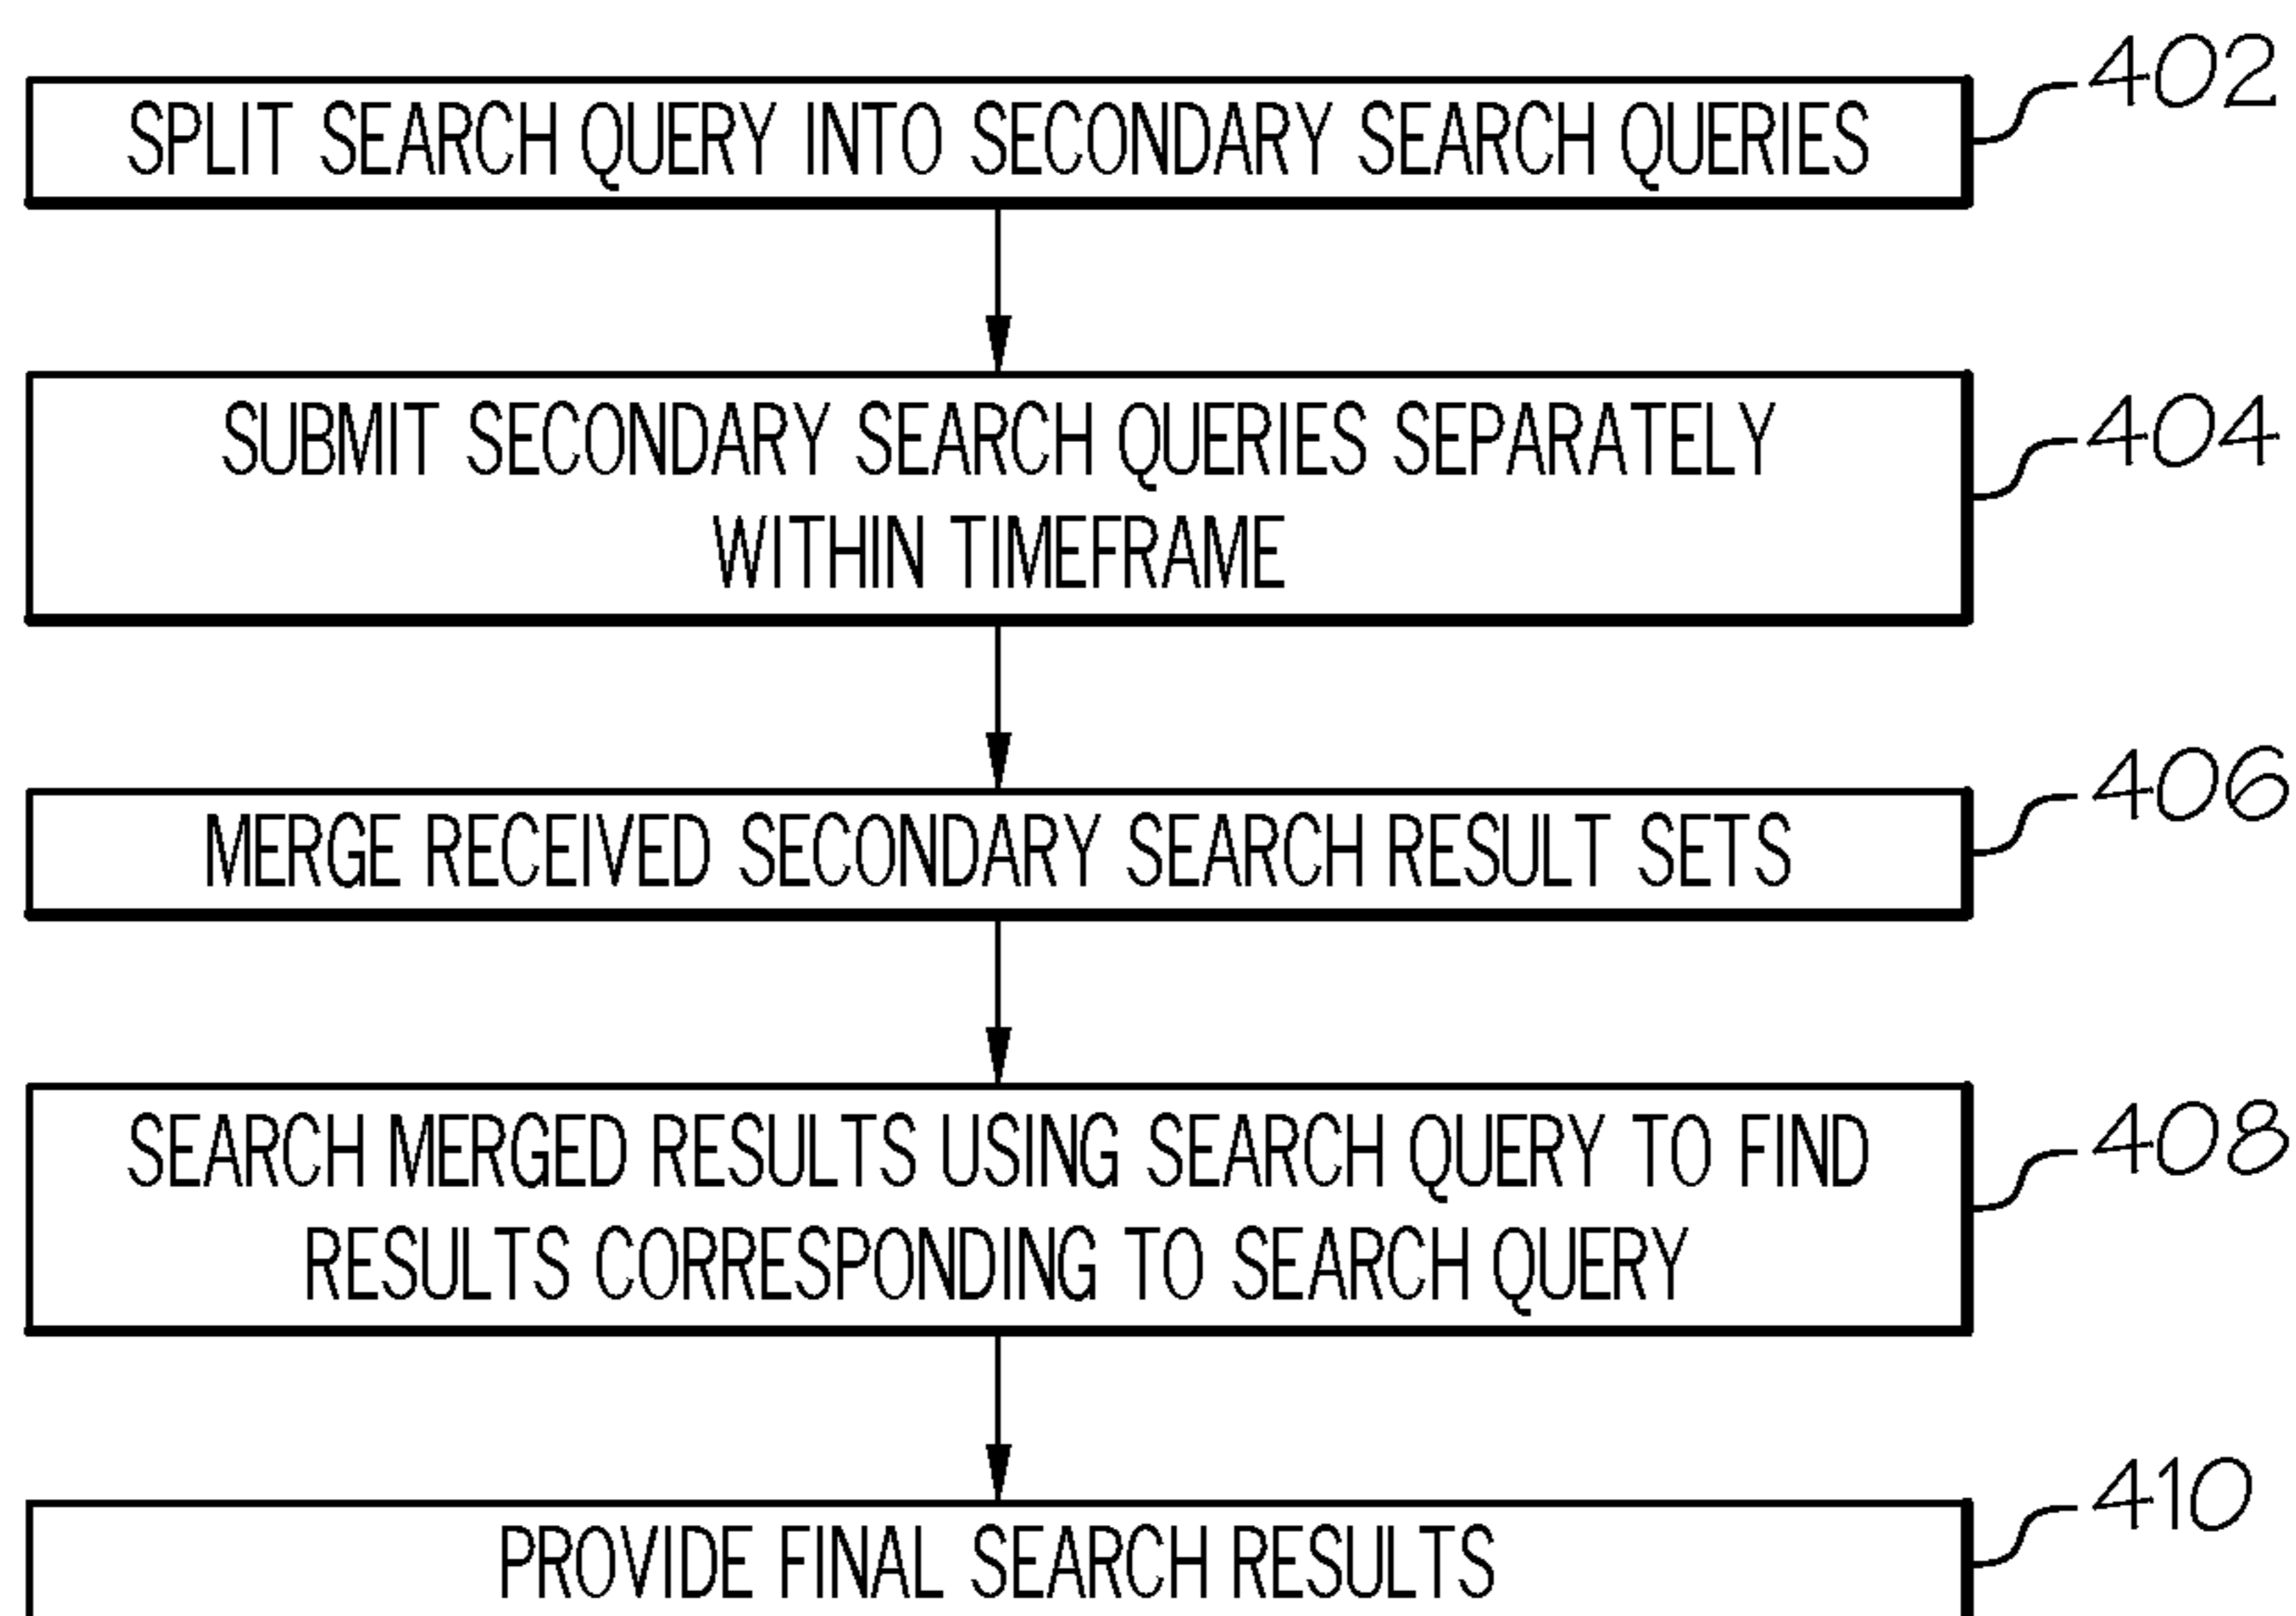 402
SPLIT SEARCH QUERY INTO SECONDARY SEARCH QUERIES
404
SUBMIT SECONDARY SEARCH QUERIES SEPARATELY
WITHIN TIMEFRAME
406
MERGE RECEIVED SECONDARY SEARCH RESULT SETS
408
SEARCH MERGED RESULTS USING SEARCH QUERY TO FIND
RESULTS CORRESPONDING TO SEARCH QUERY
410
PROVIDE FINAL SEARCH RESULTS